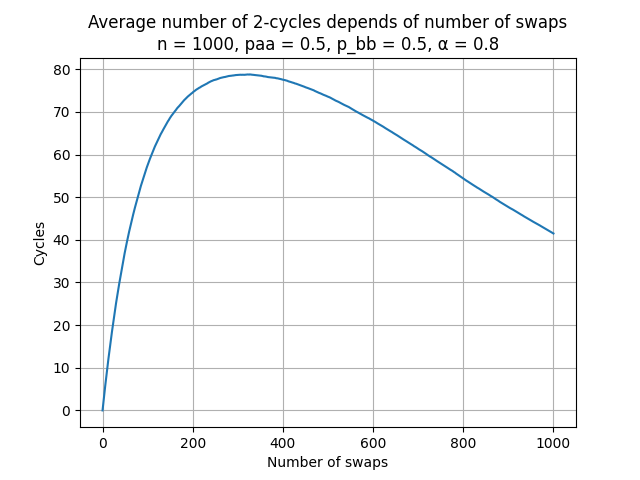 Average number of 2-cycles depends of number of swaps
n = 1000, paa = 0.5, p_bb = 0.5, α = 0.8
80
70
60
50
40
30
20
10
0
Cycles
0 200 400 600 800 1000
Number of swaps